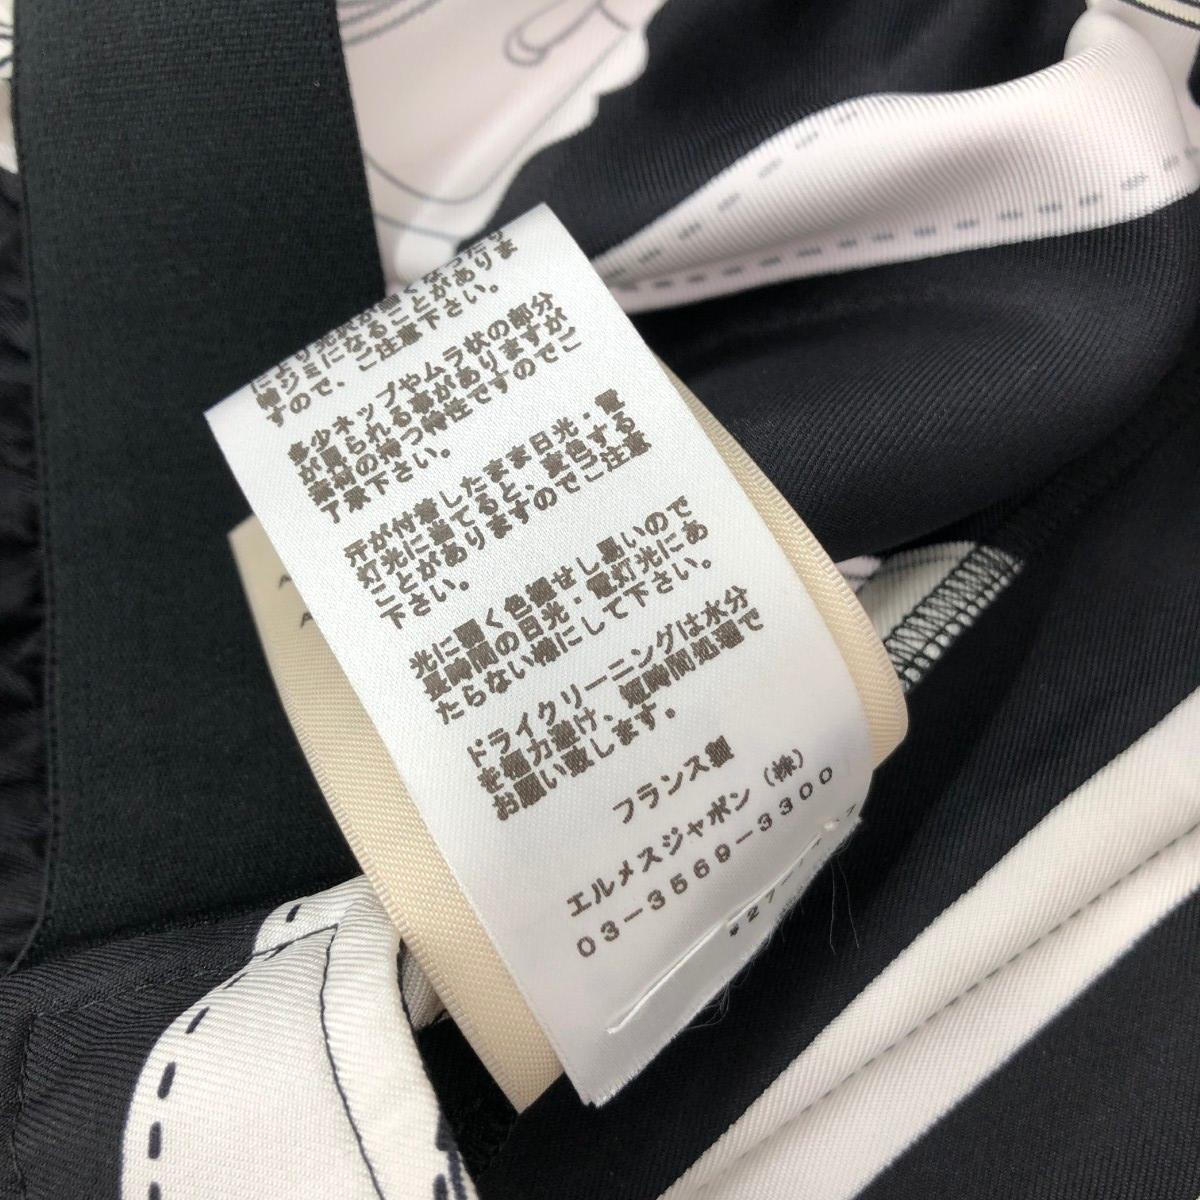 により光沢が鈍くなったり
縮ジミになることがありま
すので、ご注意下さい。
多少ネップやムラ状の部分
が見られる事がありますが
素材の持つ特性ですのでご
了承下さい。
汗が付着したまま日光・電
灯光に当てると、変色する
ことがありますのでご注意
下さい。
光に弱く色褪せし易いので
長時間の日光・電灯光にあ
たらない様にして下さい。
ドライクリーニングは水分
を極力避け、短時間処理で
お願い致します。
フランス製
エルメスジャポン(株)
03-3569-3300